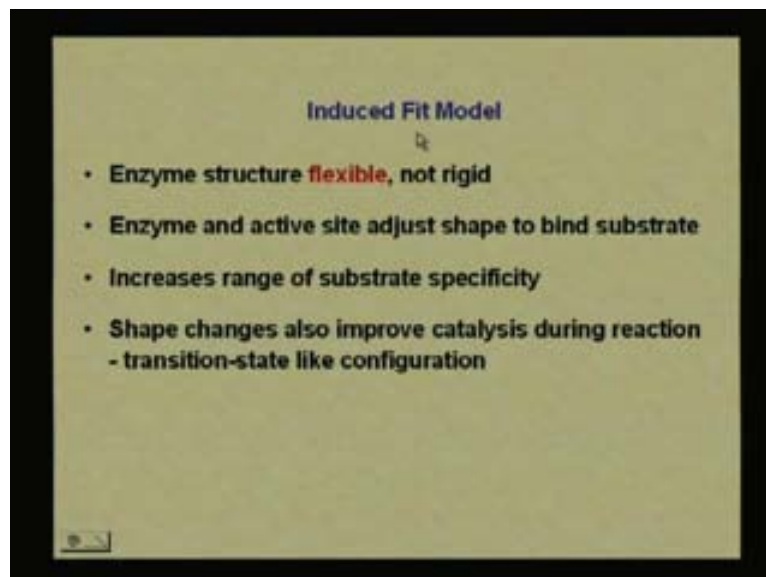 Induced Fit Model
• Enzyme structure flexible, not rigid
• Enzyme and active site adjust shape to bind substrate
• Increases range of substrate specificity
• Shape changes also improve catalysis during reaction
- transition-state like configuration